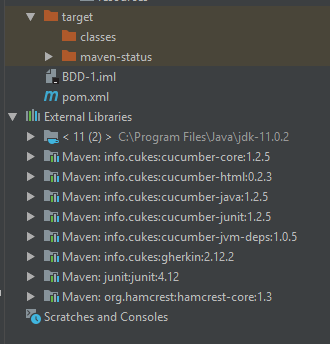 target
classes
maven-status
BDD-1.iml
pom.xml
External Libraries
< 11 (2) > C:\Program Files\Java\jdk-11.0.2
Maven: info.cukes:cucumber-core:1.2.5
Maven: info.cukes:cucumber-html:0.2.3
Maven: info.cukes:cucumber-java:1.2.5
Maven: info.cukes:cucumber-junit:1.2.5
Maven: info.cukes:cucumber-jvm-deps:1.0.5
Maven: info.cukes:gherkin:2.12.2
Maven: junit:junit:4.12
Maven: org.hamcrest:hamcrest-core:1.3
Scratches and Consoles